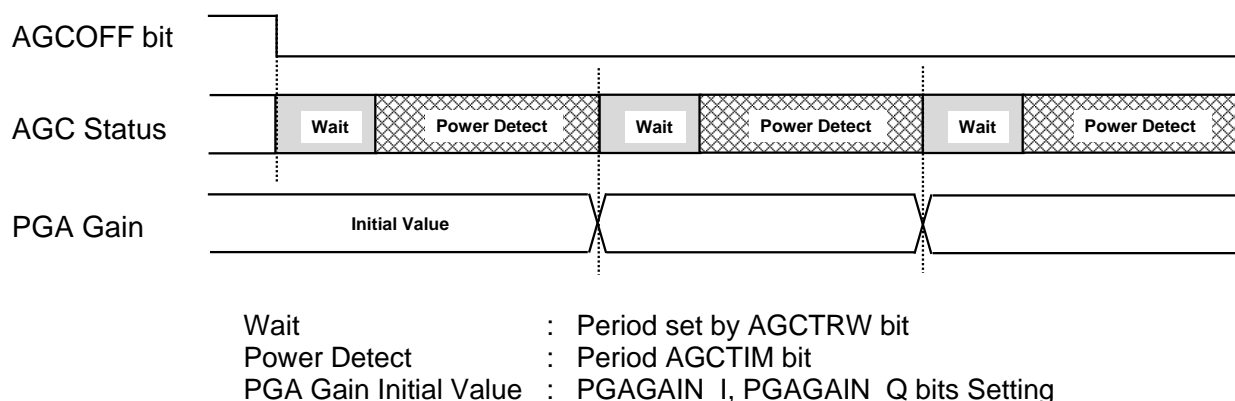 AGCOFF bit
AGC Status
Wait Power Detect Wait Power Detect Wait Power Detect
PGA Gain
Initial Value
Wait : Period set by AGCTRW bit
Power Detect : Period AGCTIM bit
PGA Gain Initial Value : PGAGAIN_I, PGAGAIN_Q bits Setting